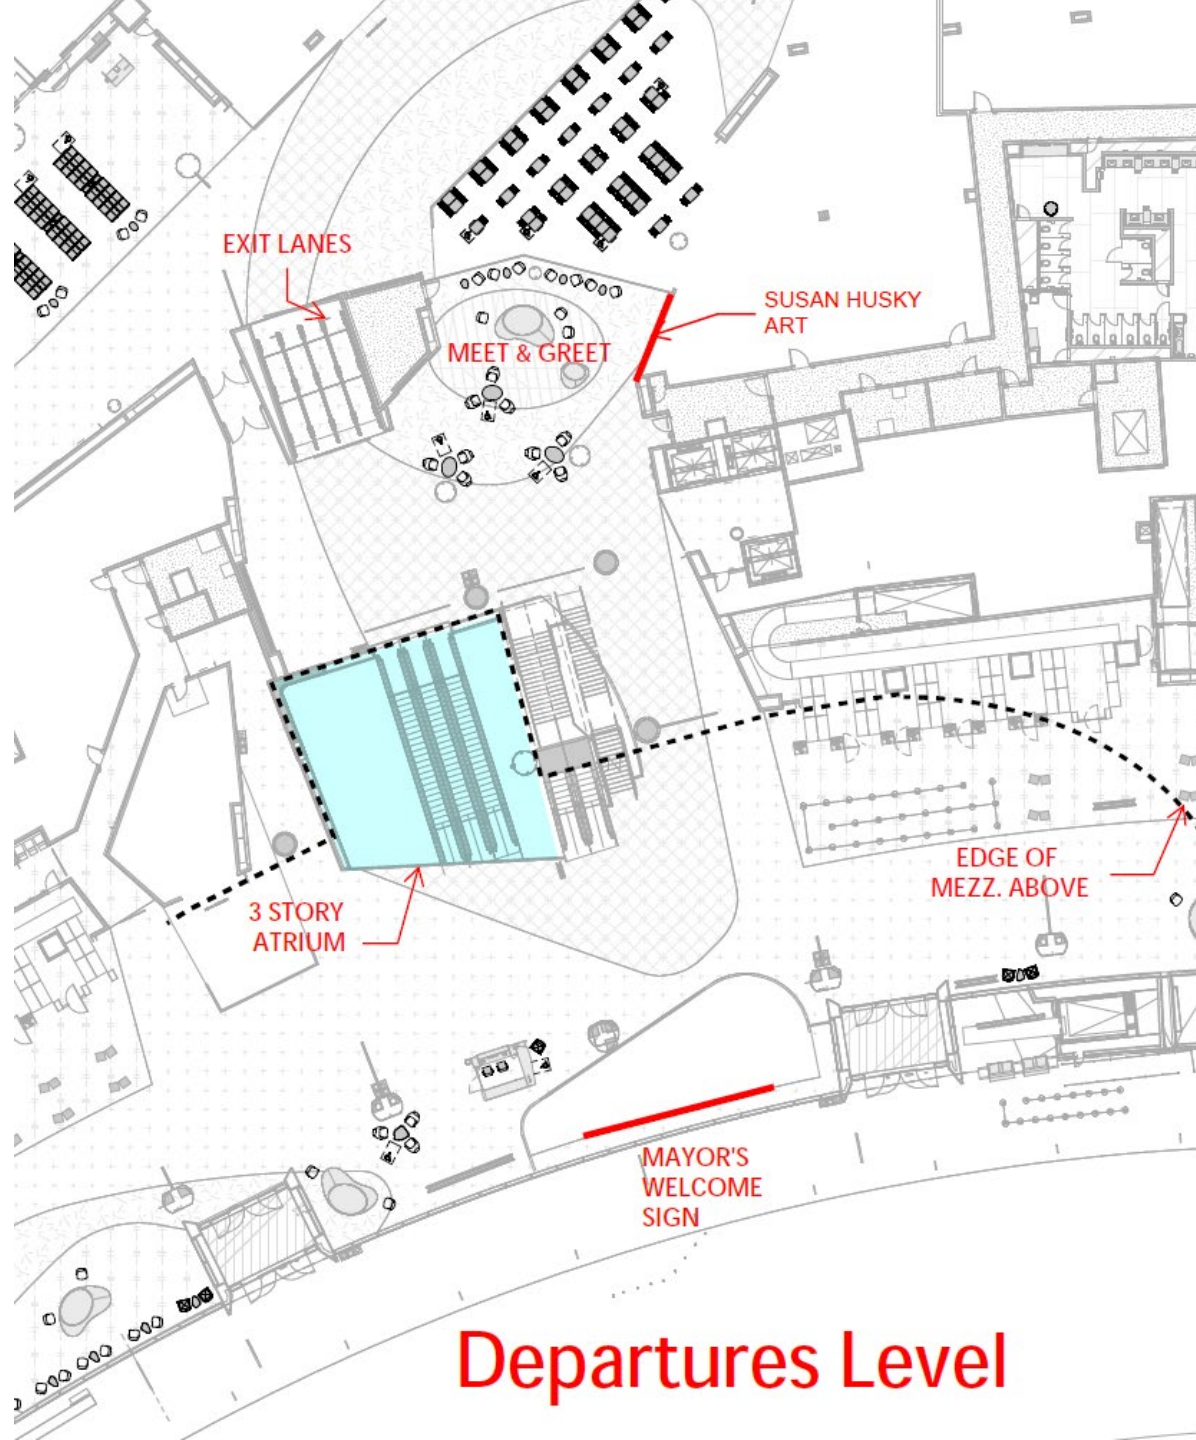 EXIT LANES
SUSAN HUSKY
ART
MEET & GREET
EDGE OF
MEZZ. ABOVE
3 STORY
ATRIUM
MAYOR'S
WELCOME
SIGN
Departures Level